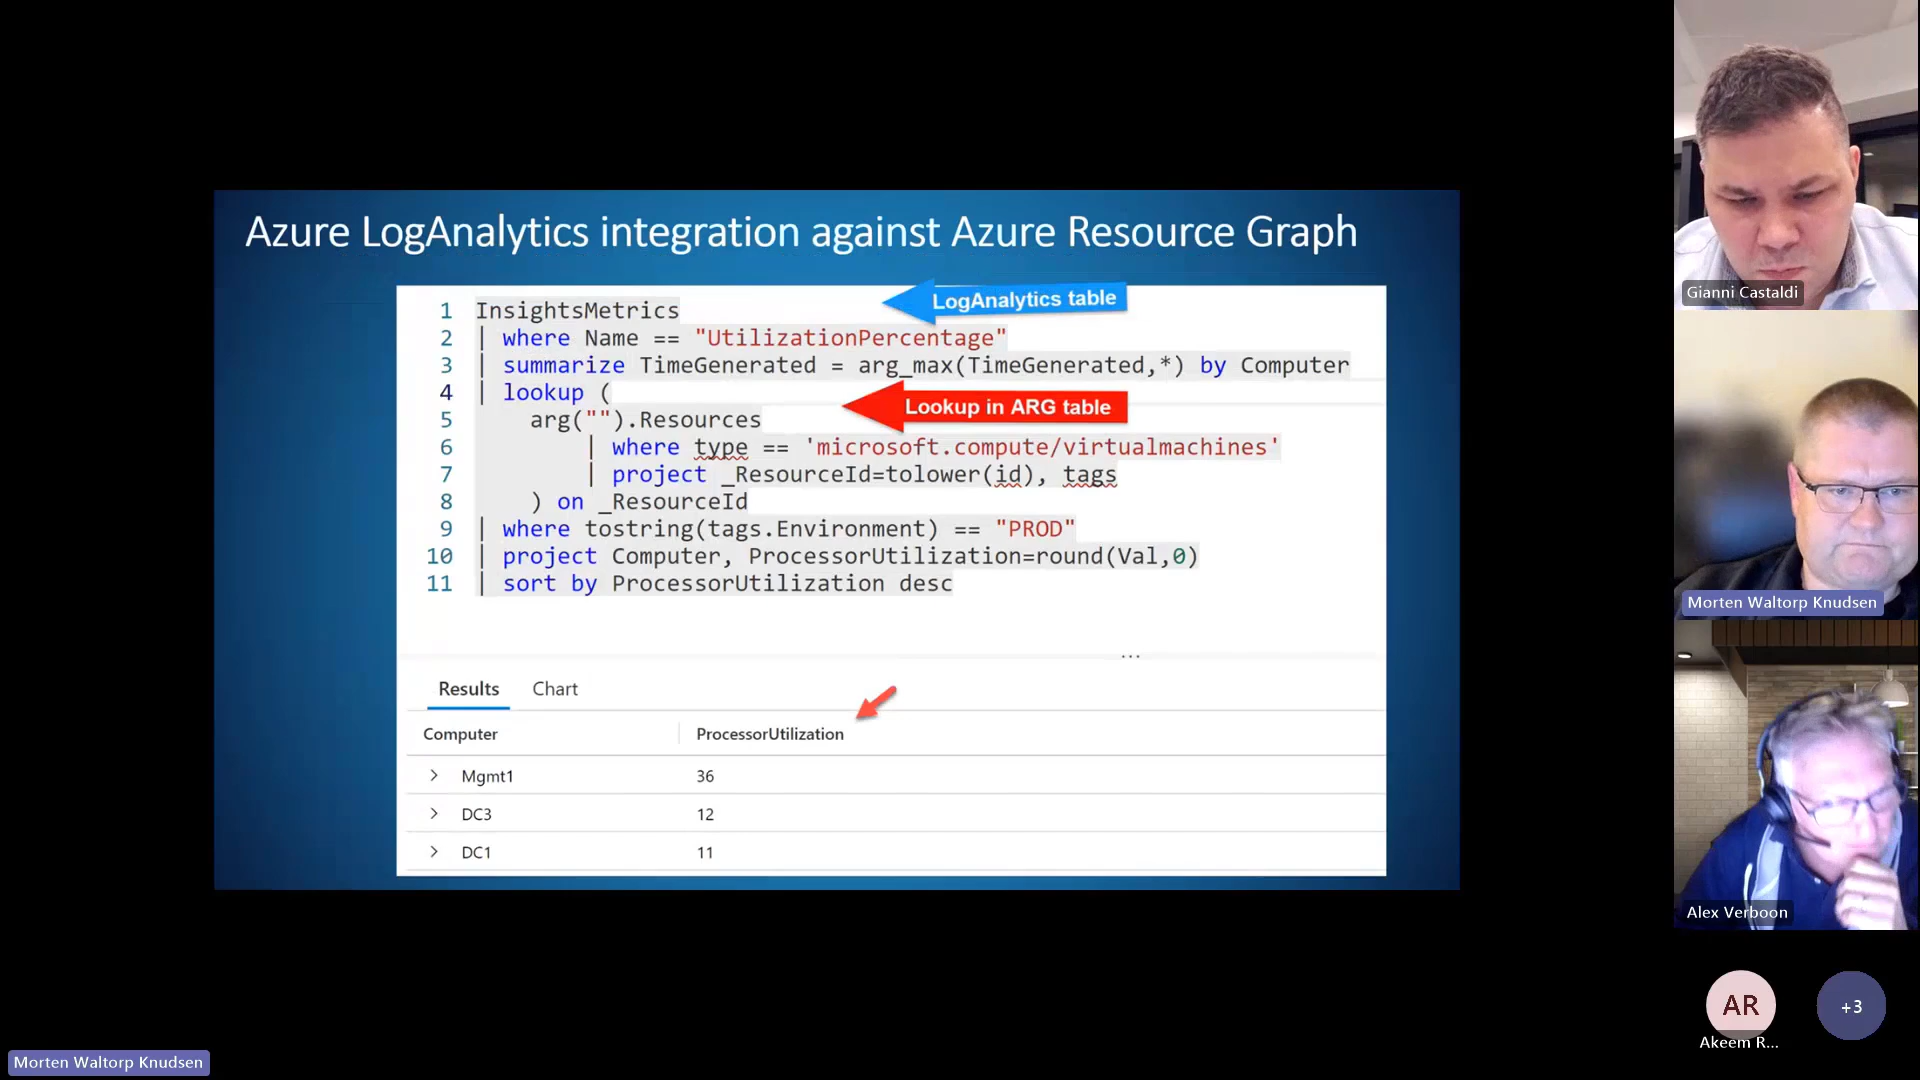 Azure LogAnalytics integration against Azure Resource Graph
1 InsightsMetrics
LogAnalytics table
2 | where Name == "UtilizationPercentage"
3 | summarize TimeGenerated = arg_max(TimeGenerated,*) by Computer
4 | lookup (
Lookup in ARG table
5 arg("").Resources
6 | where type == 'microsoft.compute/virtualmachines'
7 | project _ResourceId=tolower(id), tags
8 ) on _ResourceId
9 | where tostring(tags.Environment) == "PROD"
10 | project Computer, ProcessorUtilization=round(Val,0)
11 | sort by ProcessorUtilization desc
...
Results Chart
Computer ProcessorUtilization
Mgmt1 36
DC3 12
DC1 11
Gianni Castaldi
Morten Waltorp Knudsen
Alex Verboon
AR
Akeem R...
+3
Morten Waltorp Knudsen